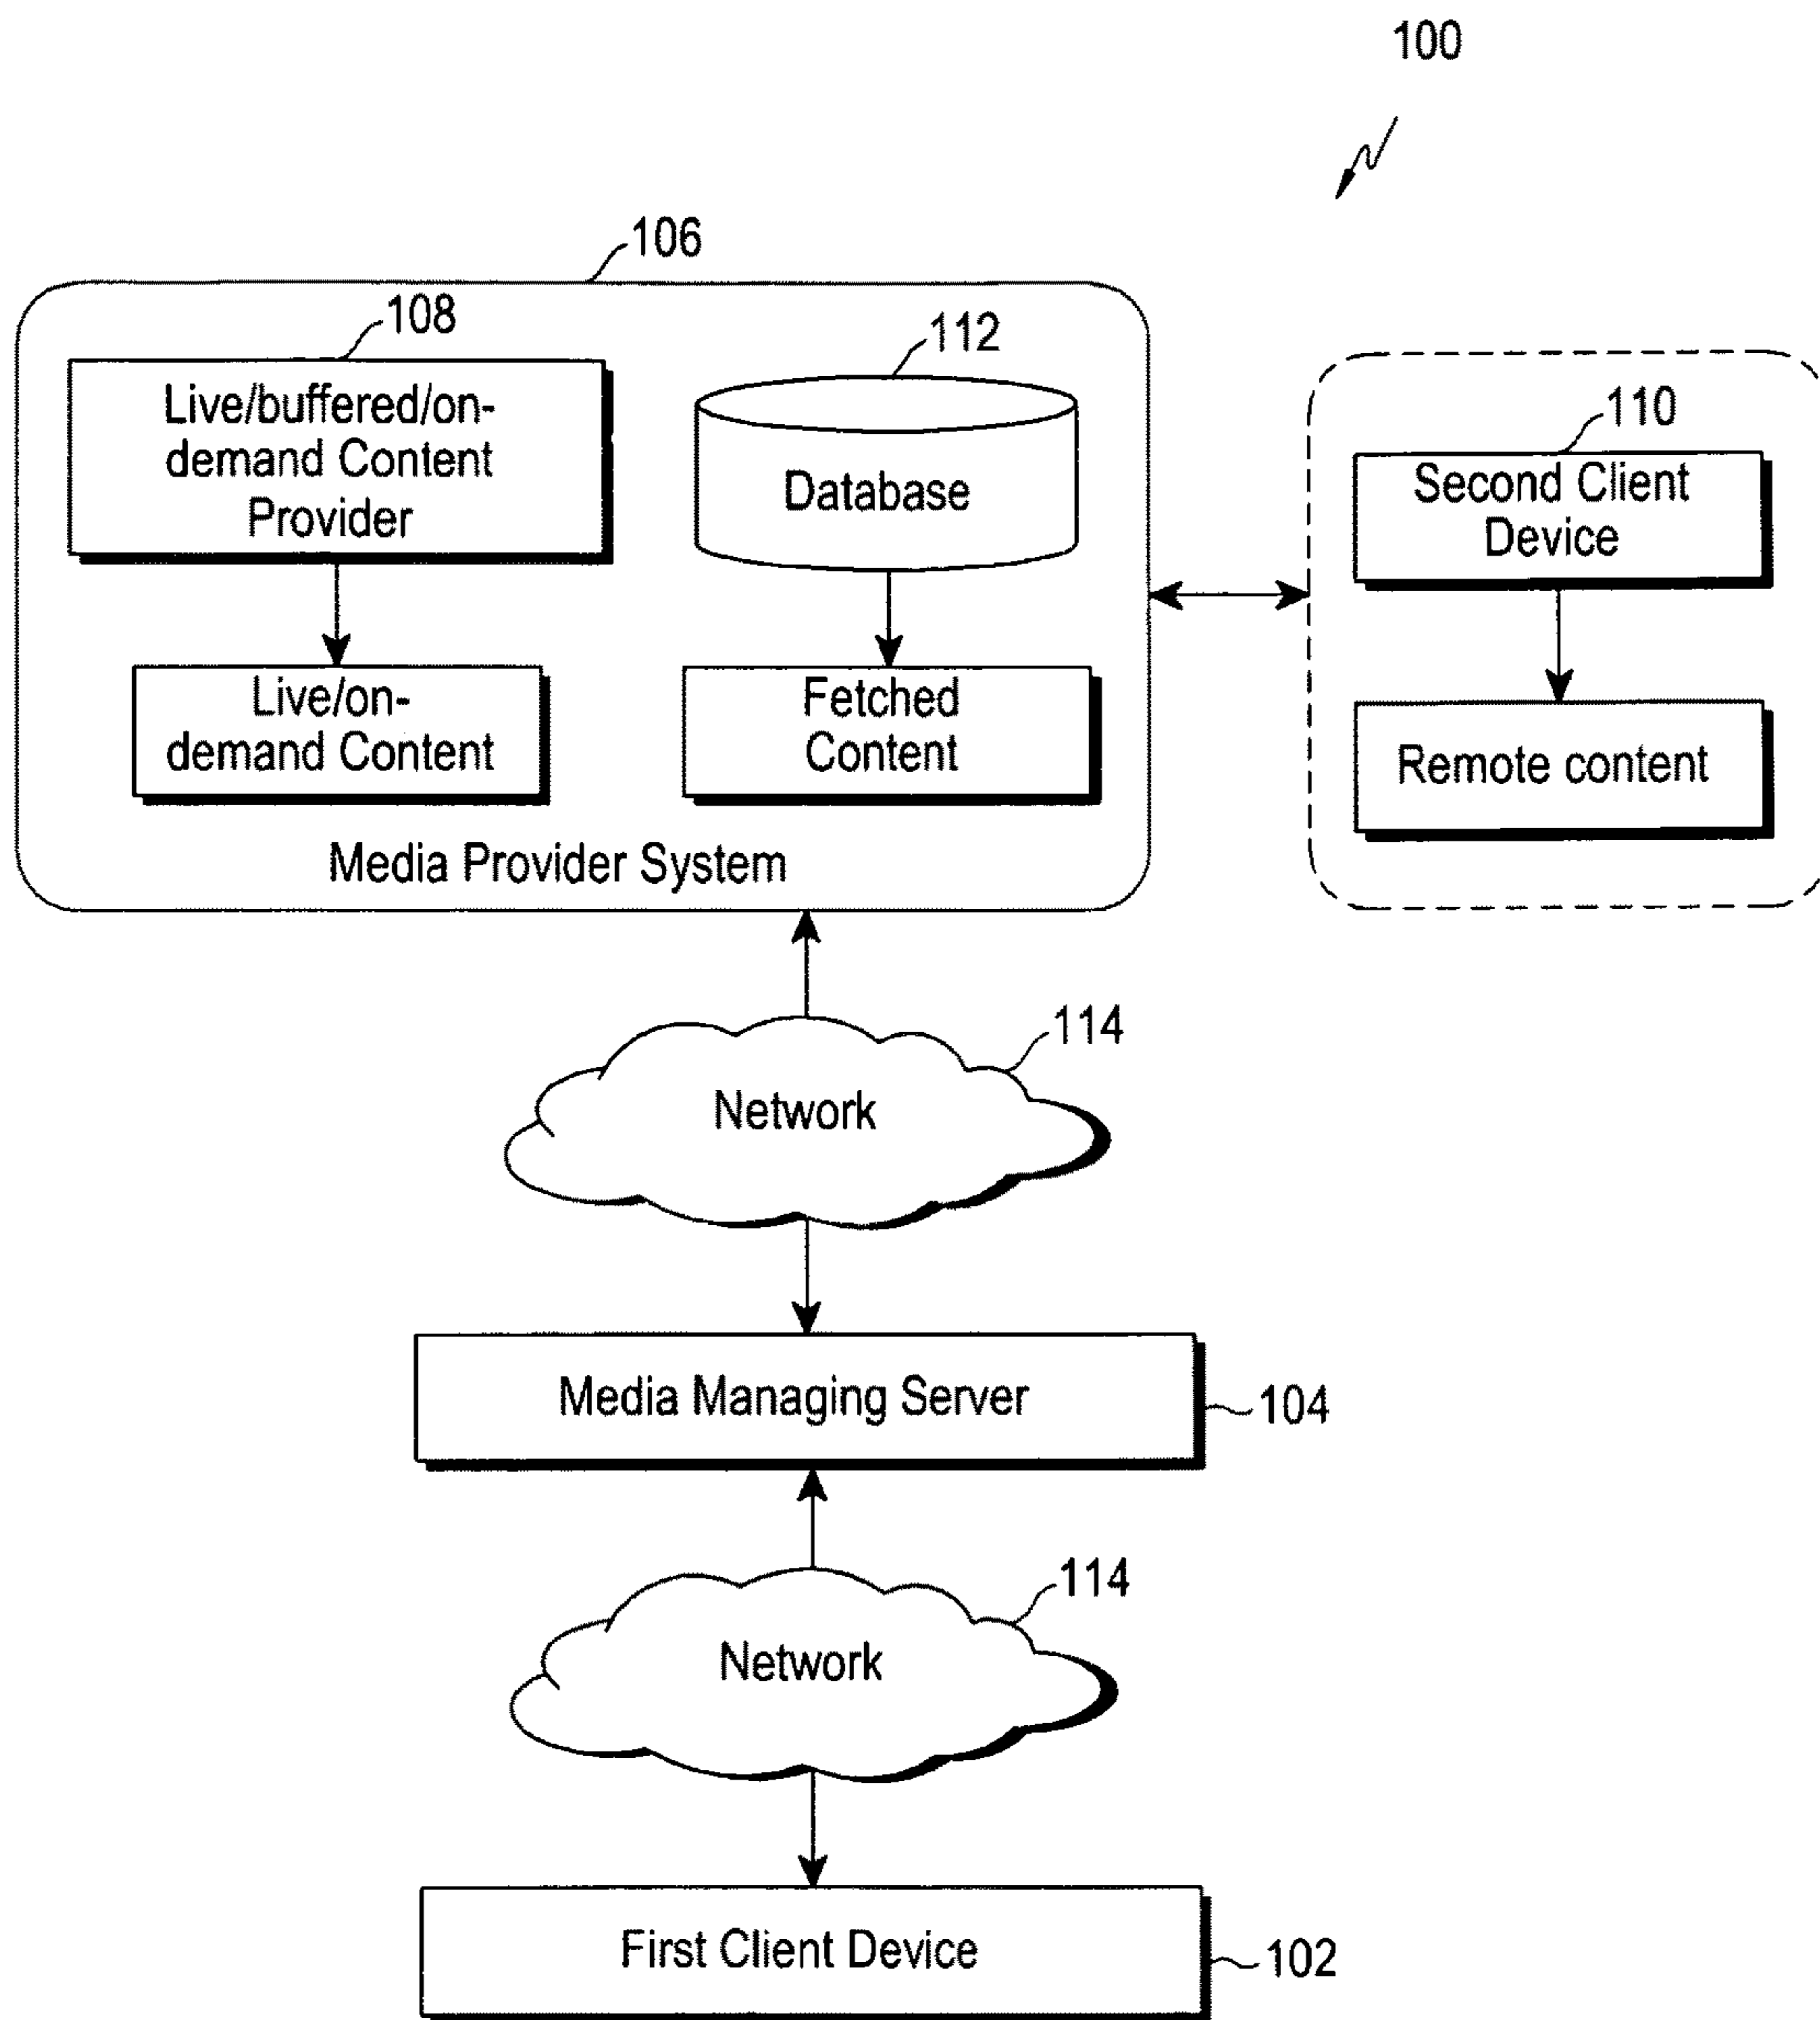 100
106
108
112
110
Live/buffered/on-
demand Content
Provider
Database
Second Client
Device
Live/on-
demand Content
Fetched
Content
Remote content
Media Provider System
114
Network
Media Managing Server
104
114
Network
First Client Device
102